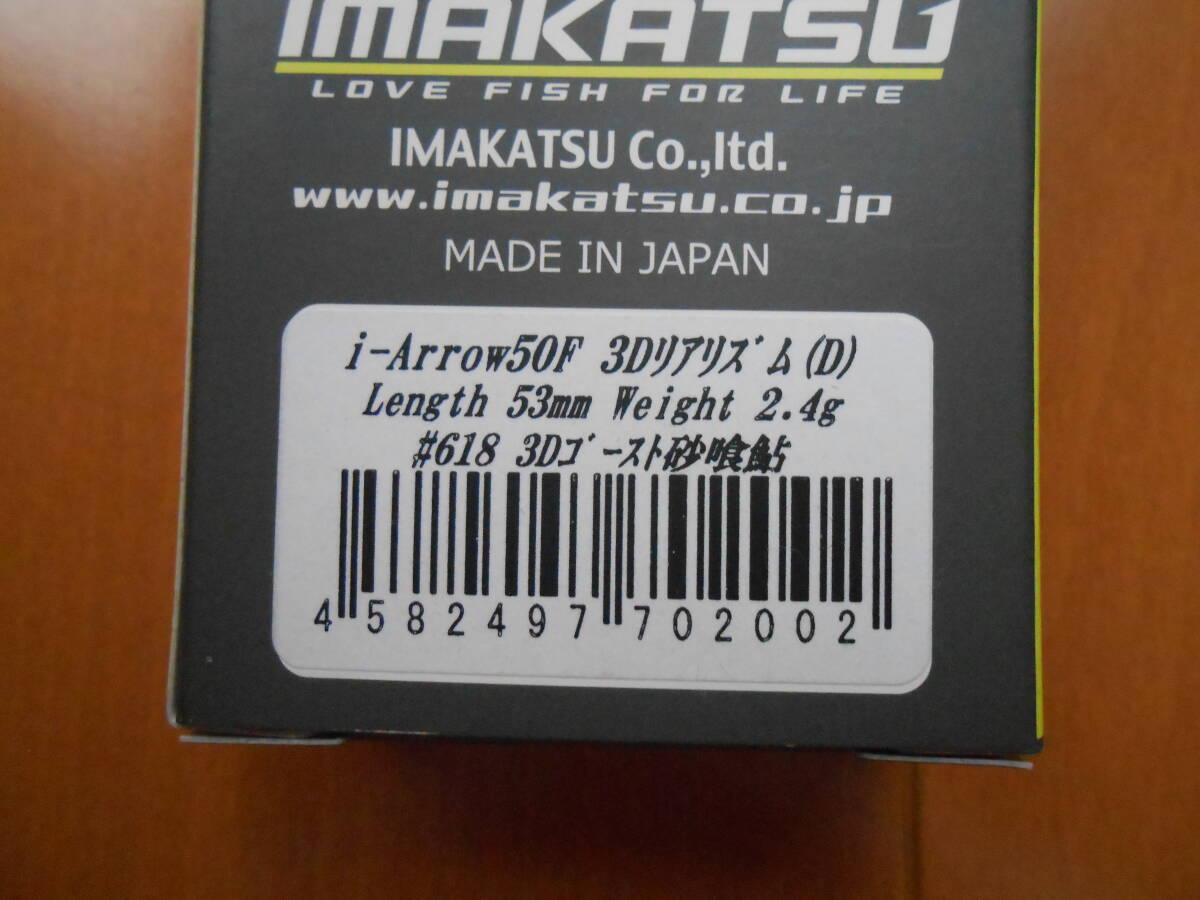 IMAKATSU
LOVE FISH FOR LIFE
IMAKATSU Co.,ltd.
www.imakatsu.co.jp
MADE IN JAPAN
i-Arrow50F 3Dﾘｱﾘｽﾞﾑ(D)
Length 53mm Weight 2.4g
#618 3Dｺﾞｰｽﾄ砂喰鮎
4 582497 702002